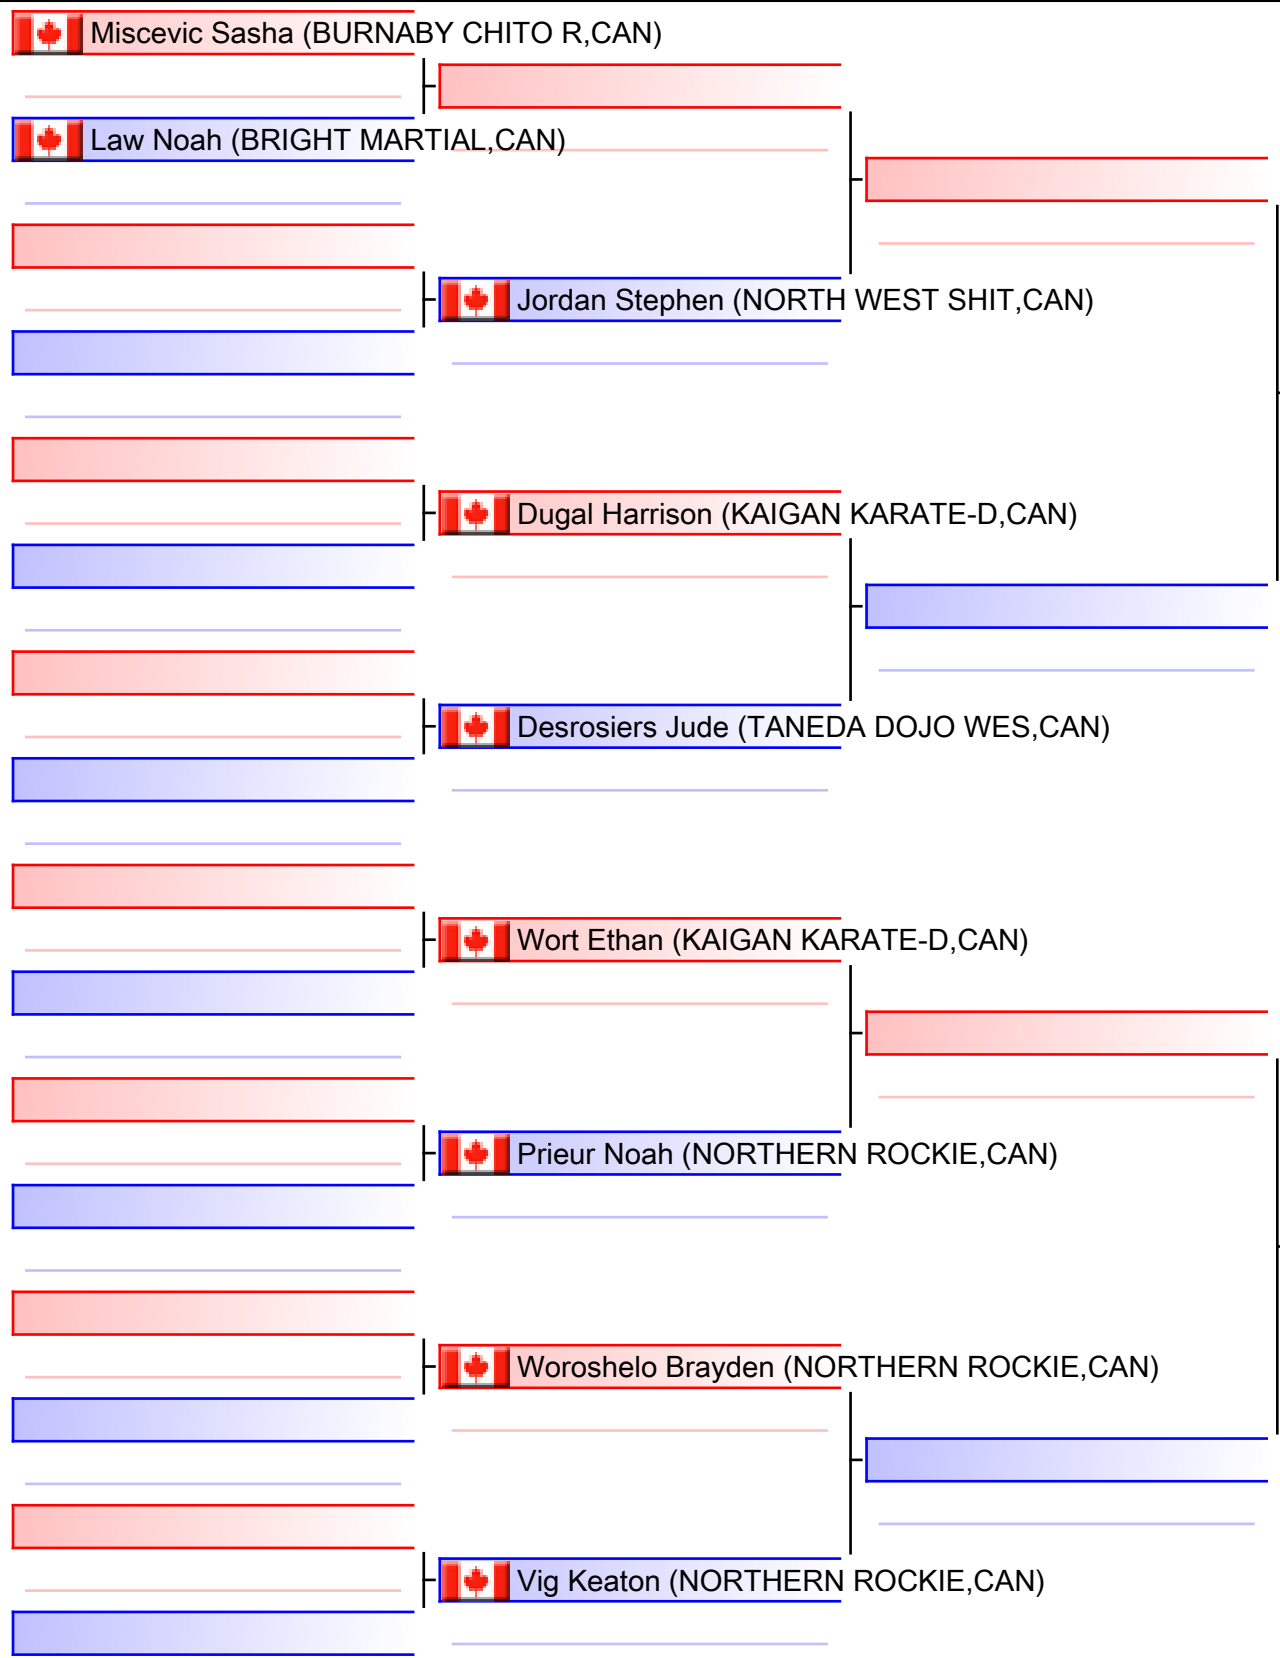 Miscevic Sasha (BURNABY CHITO R,CAN)
Law Noah (BRIGHT MARTIAL,CAN)
Jordan Stephen (NORTH WEST SHIT,CAN)
Dugal Harrison (KAIGAN KARATE-D,CAN)
Desrosiers Jude (TANEDA DOJO WES,CAN)
Wort Ethan (KAIGAN KARATE-D,CAN)
Prieur Noah (NORTHERN ROCKIE,CAN)
Woroshelo Brayden (NORTHERN ROCKIE,CAN)
Vig Keaton (NORTHERN ROCKIE,CAN)